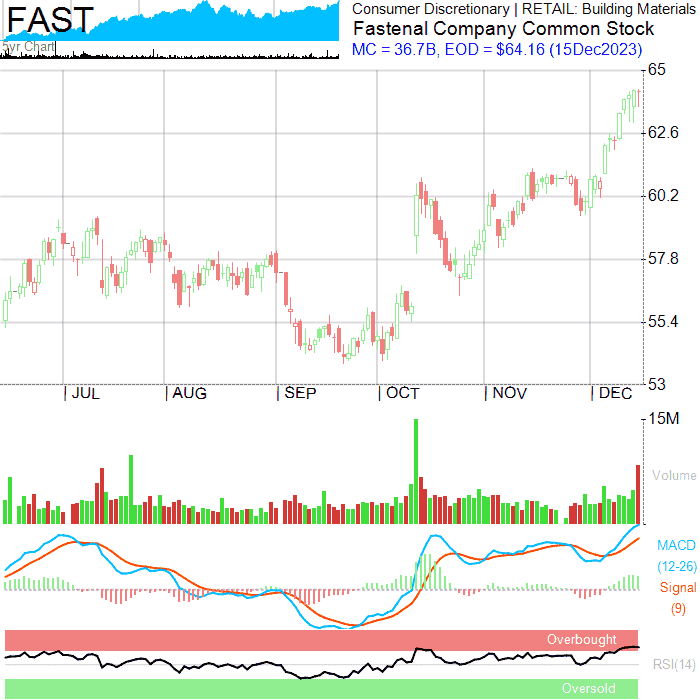 FAST
5yr Chart
Consumer Discretionary | RETAIL: Building Materials
Fastenal Company Common Stock
MC = 36.7B, EOD = $64.16 (15Dec2023)
65
62.6
60.2
57.8
55.4
53
JUL
AUG
SEP
OCT
NOV
DEC
15M
Volume
MACD
(12-26)
Signal
(9)
Overbought
RSI(14)
Oversold